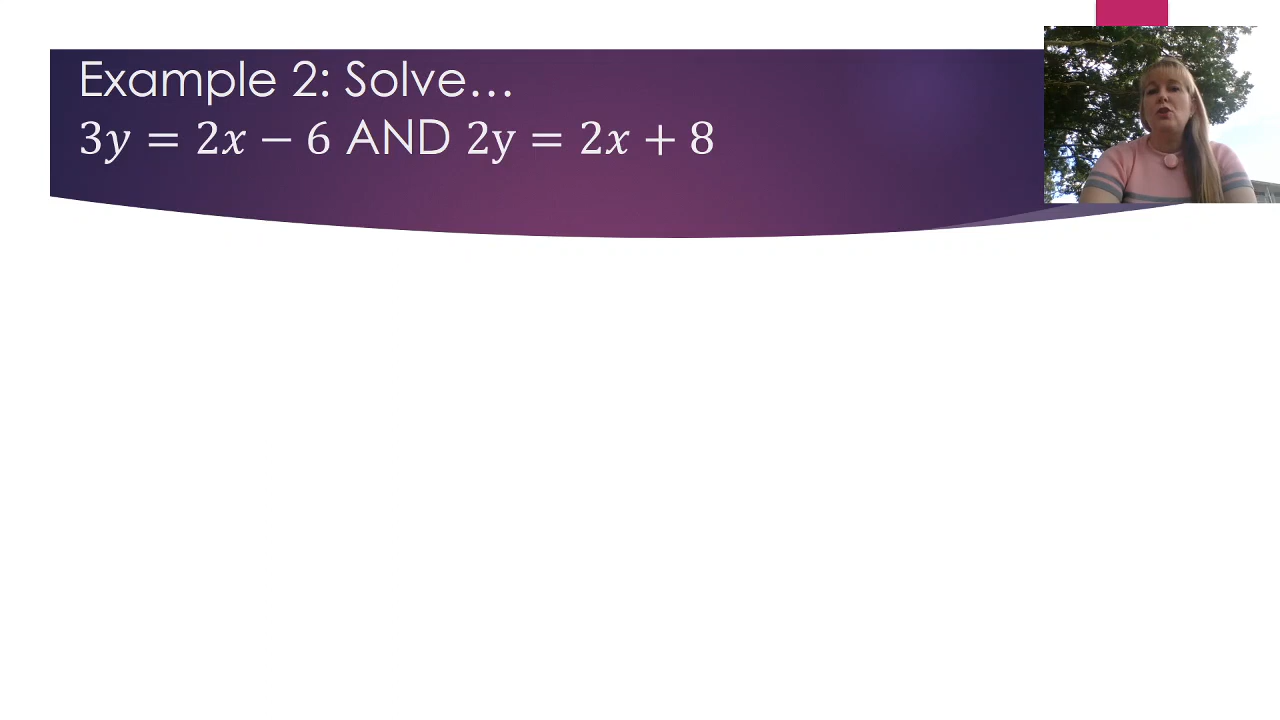 Example 2: Solve…
3𝑦 = 2𝑥 − 6 AND 2y = 2𝑥 + 8